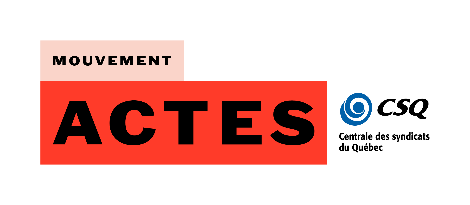 MOUVEMENT
ACTES
CSQ
Centrale des syndicats
du Québec